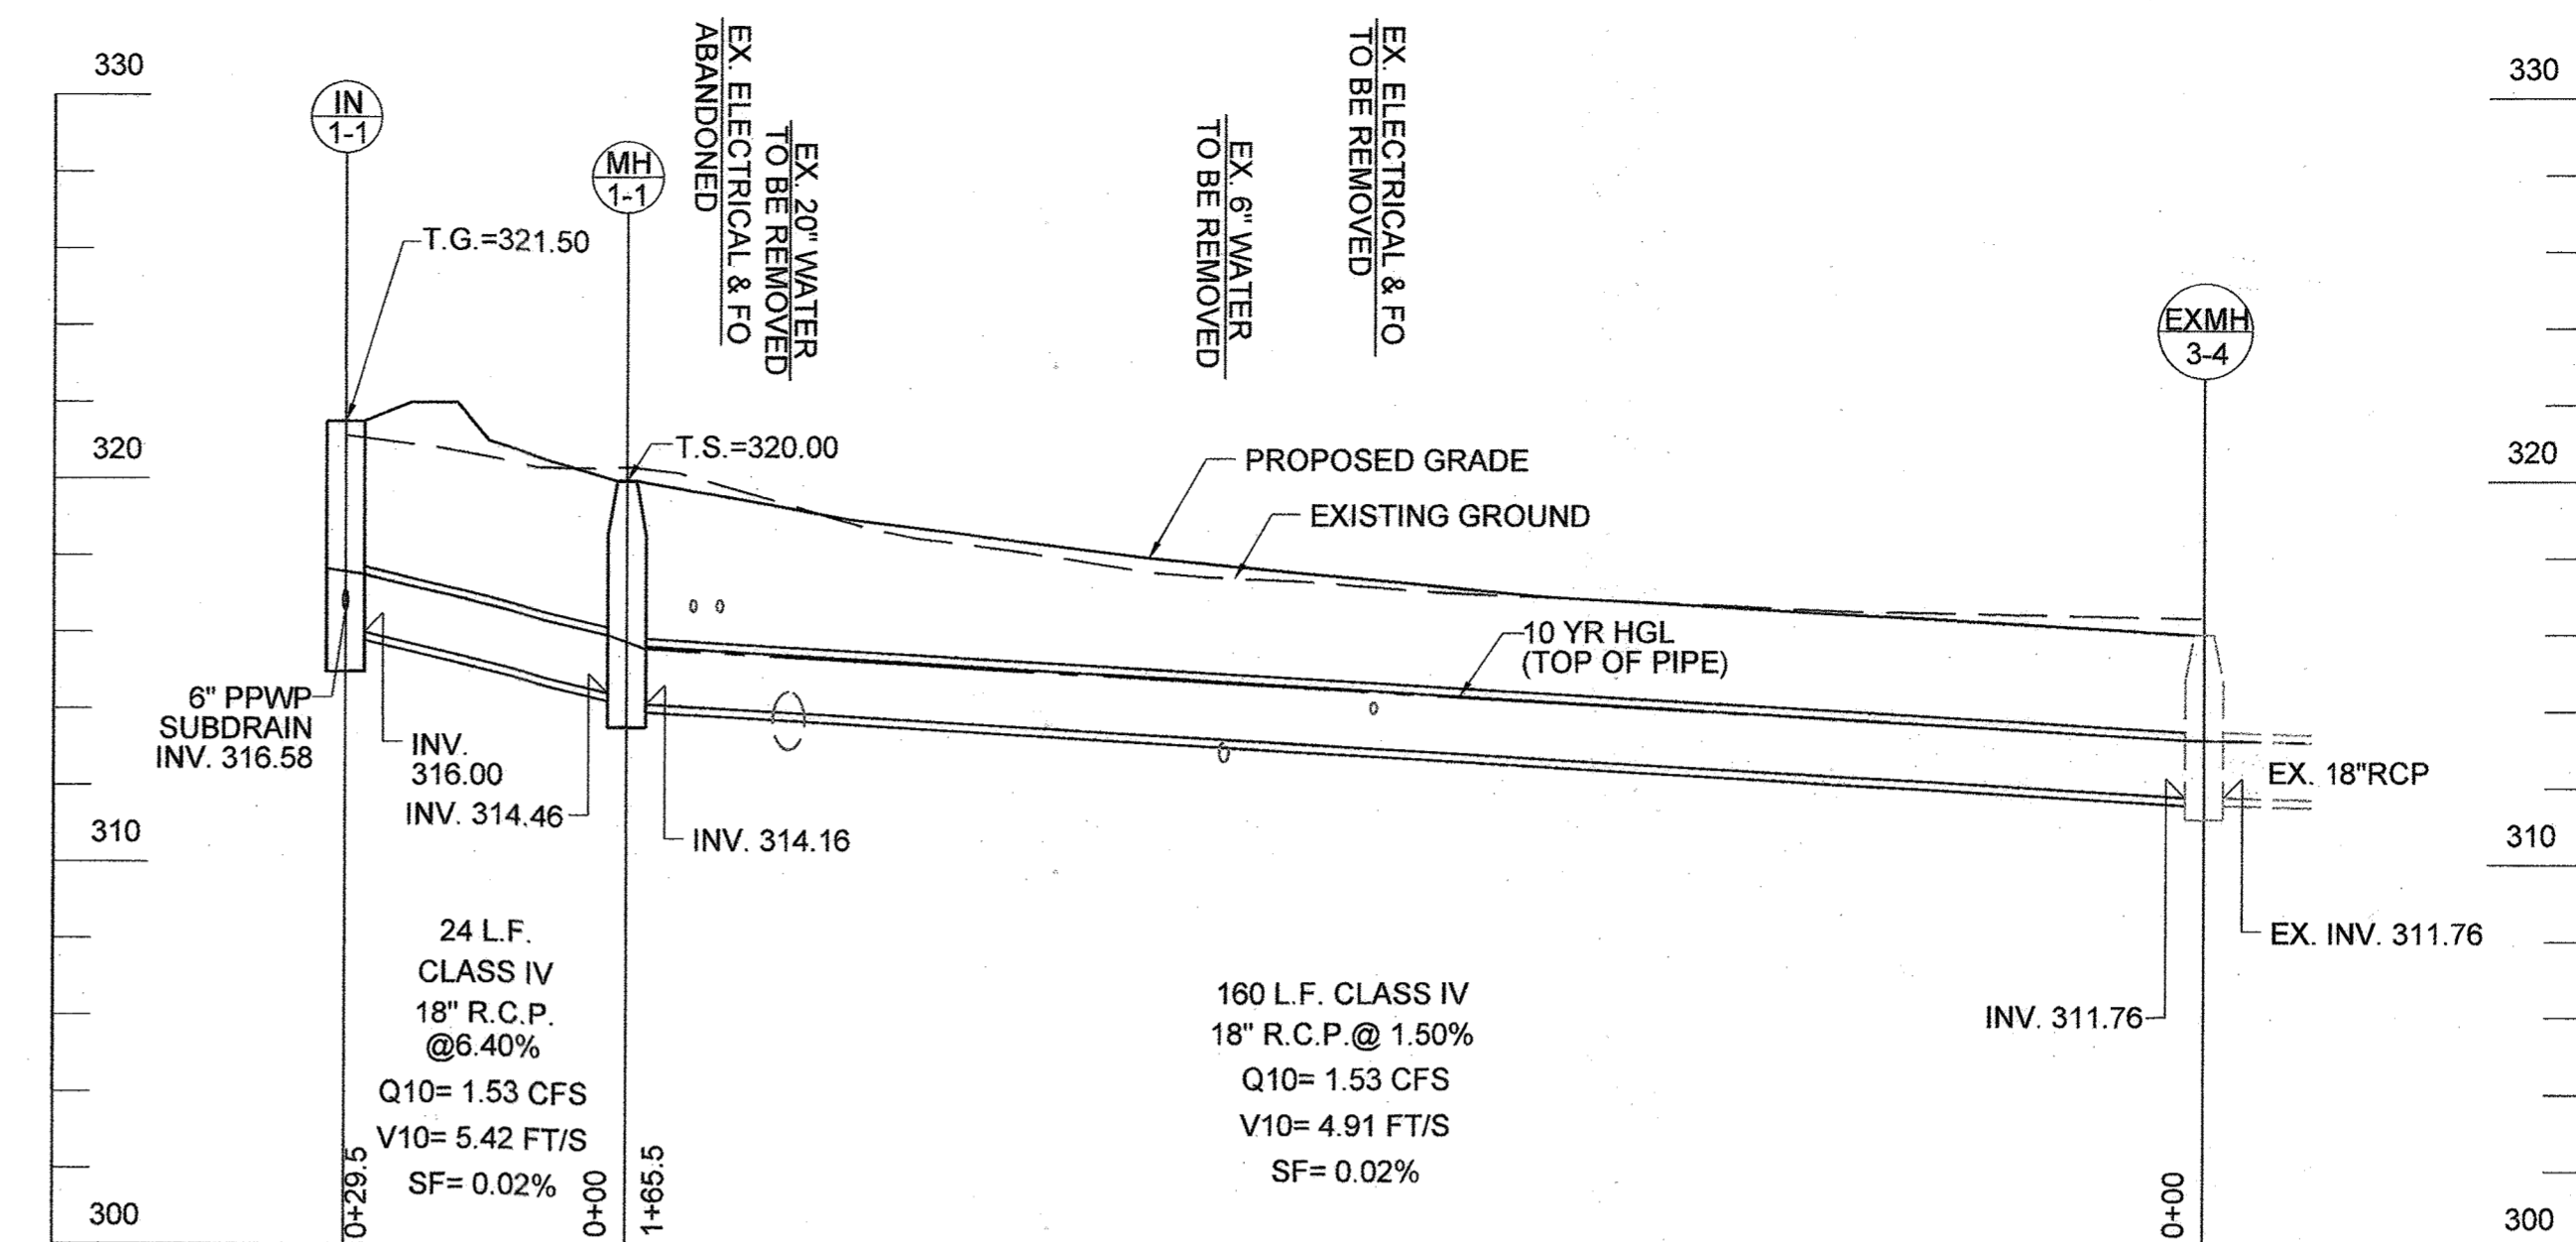 330
330
IN
1-1
MH
1-1
EX. ELECTRICAL & FO
ABANDONED
EX. 20" WATER
TO BE REMOVED
EX. 6" WATER
TO BE REMOVED
EX. ELECTRICAL & FO
TO BE REMOVED
EXMH
3-4
T.G.=321.50
320
T.S.=320.00
PROPOSED GRADE
EXISTING GROUND
320
10 YR HGL
(TOP OF PIPE)
6" PPWP
SUBDRAIN
INV. 316.58
INV.
316.00
INV. 314.46
INV. 314.16
EX. 18"RCP
310
310
EX. INV. 311.76
INV. 311.76
24 L.F.
CLASS IV
18" R.C.P.
@6.40%
Q10= 1.53 CFS
V10= 5.42 FT/S
SF= 0.02%
160 L.F. CLASS IV
18" R.C.P.@ 1.50%
Q10= 1.53 CFS
V10= 4.91 FT/S
SF= 0.02%
300
0+29.5
0+00
1+65.5
0+00
300